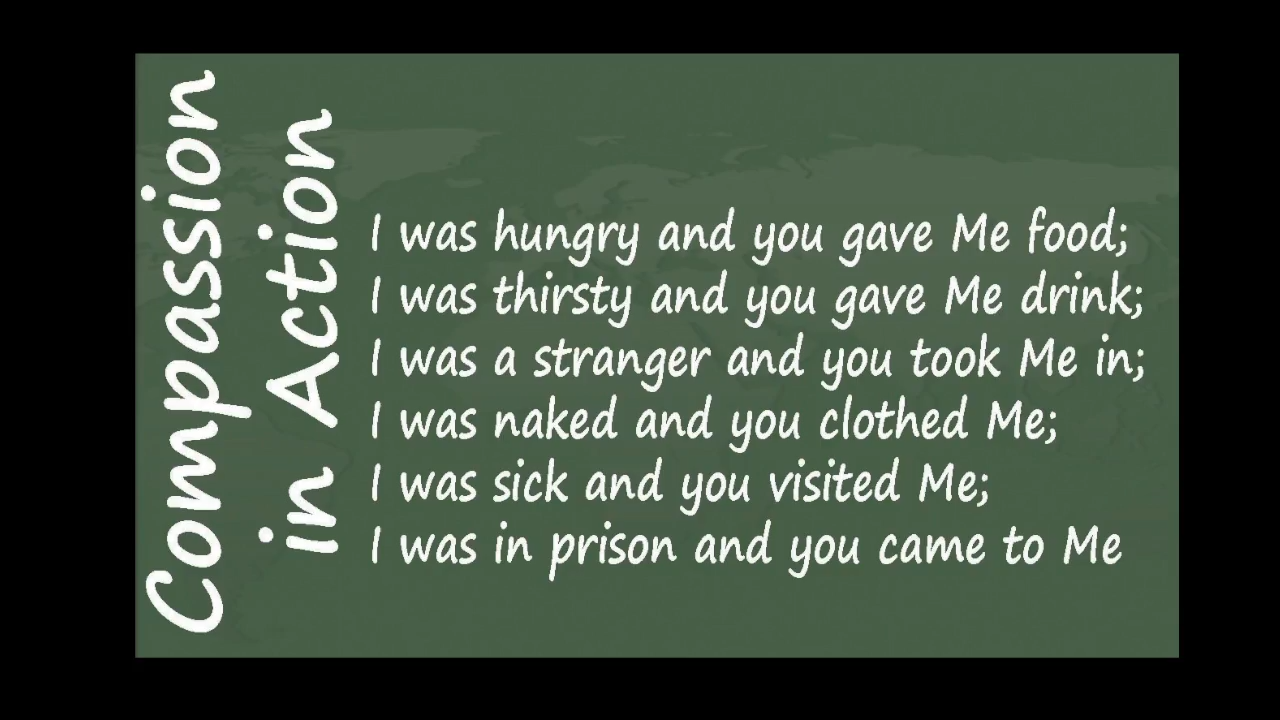 Compassion
in Action
I was hungry and you gave Me food;
I was thirsty and you gave Me drink;
I was a stranger and you took Me in;
I was naked and you clothed Me;
I was sick and you visited Me;
I was in prison and you came to Me